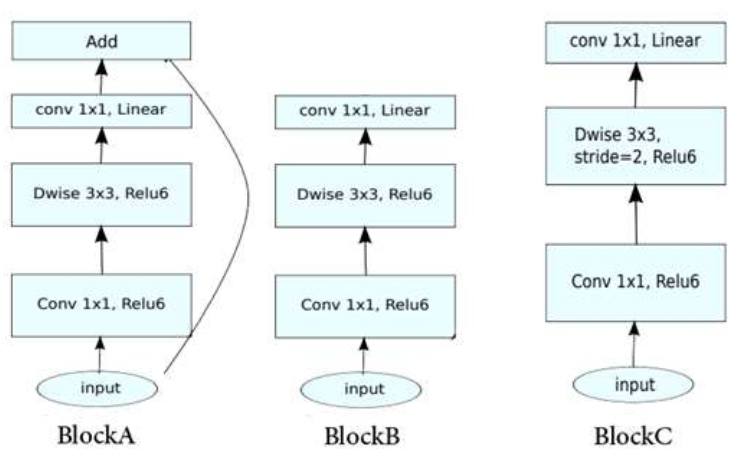 Add
conv 1x1, Linear
Dwise 3x3, Relu6
Conv 1x1, Relu6
input
BlockA
conv 1x1, Linear
Dwise 3x3, Relu6
Conv 1x1, Relu6
input
BlockB
conv 1x1, Linear
Dwise 3x3,
stride=2, Relu6
Conv 1x1, Relu6
input
BlockC